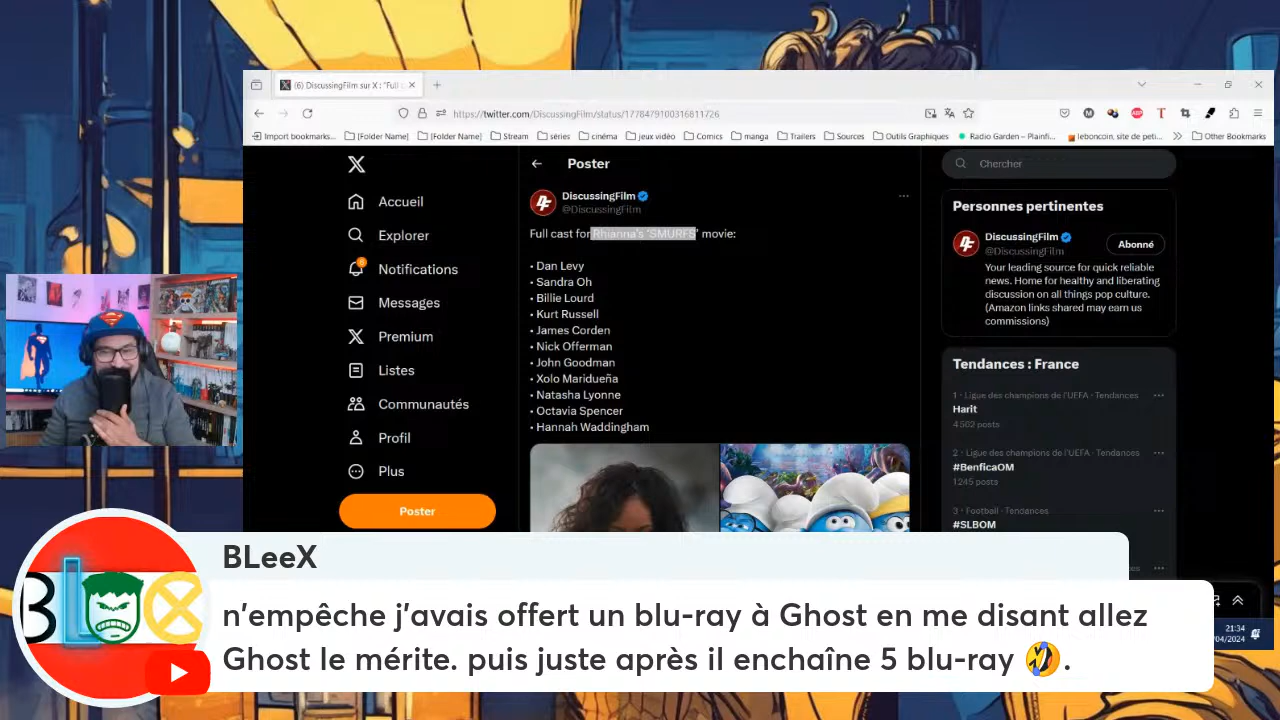 (6) DiscussingFilm sur X : "Full c
https://twitter.com/DiscussingFilm/status/1778479100316811726
Import bookmarks... [Folder Name] [Folder Name] Stream séries cinéma jeux vidéo Comics manga Trailers Sources Outils Graphiques Radio Garden – Plainfi... leboncoin, site de peti... Other Bookmarks
X
Accueil
Explorer
Notifications
Messages
Premium
Listes
Communautés
Profil
Plus
Poster
Poster
DiscussingFilm
@DiscussingFilm
Full cast for Rhianna's 'SMURFS' movie:
• Dan Levy
• Sandra Oh
• Billie Lourd
• Kurt Russell
• James Corden
• Nick Offerman
• John Goodman
• Xolo Maridueña
• Natasha Lyonne
• Octavia Spencer
• Hannah Waddingham
Chercher
Personnes pertinentes
DiscussingFilm
@DiscussingFilm
Abonné
Your leading source for quick reliable
news. Home for healthy and liberating
discussion on all things pop culture.
(Amazon links shared may earn us
commissions)
Tendances : France
1 · Ligue des champions de l'UEFA · Tendances
Harit
4 562 posts
2 · Ligue des champions de l'UEFA · Tendances
#BenficaOM
1 245 posts
3 · Football · Tendances
#SLBOM
21:34
/04/2024
BLeeX
n'empêche j'avais offert un blu-ray à Ghost en me disant allez
Ghost le mérite. puis juste après il enchaîne 5 blu-ray 🤣.